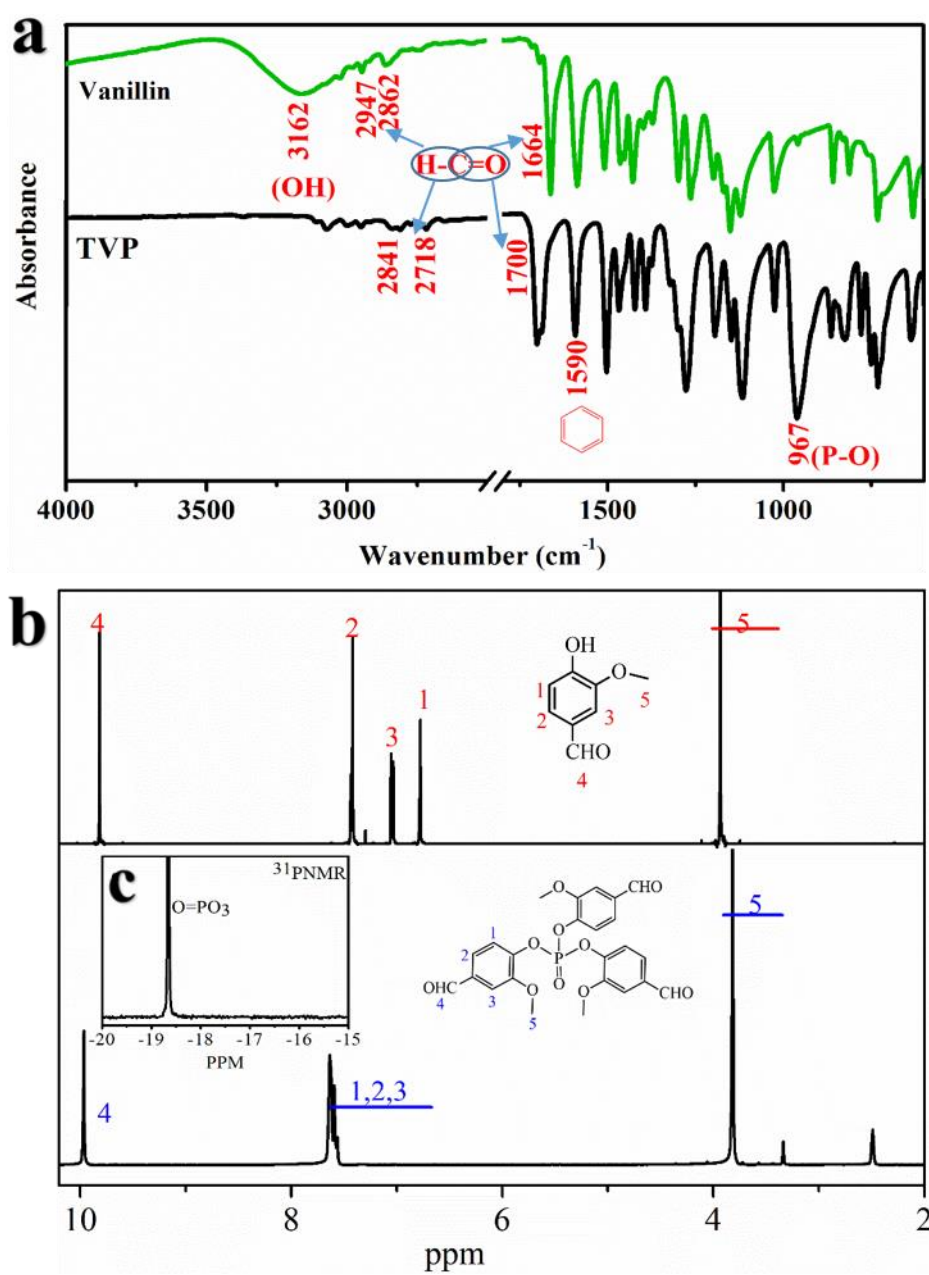 a
Vanillin
3162
(OH)
2947
2862
H-C=O
1664
TVP
2841
2718
1700
1590
967
(P-O)
Absorbance
4000
3500
3000
1500
1000
Wavenumber (cm-1)
b
4
2
3
1
5
OH
O
1
5
2
3
CHO
4
c
31PNMR
O=PO3
-20
-19
-18
-17
-16
-15
PPM
CHO
O
O
1
O
O
2
P
O
OHC
O
O
4
3
O
CHO
5
5
4
1,2,3
10
8
6
4
2
ppm